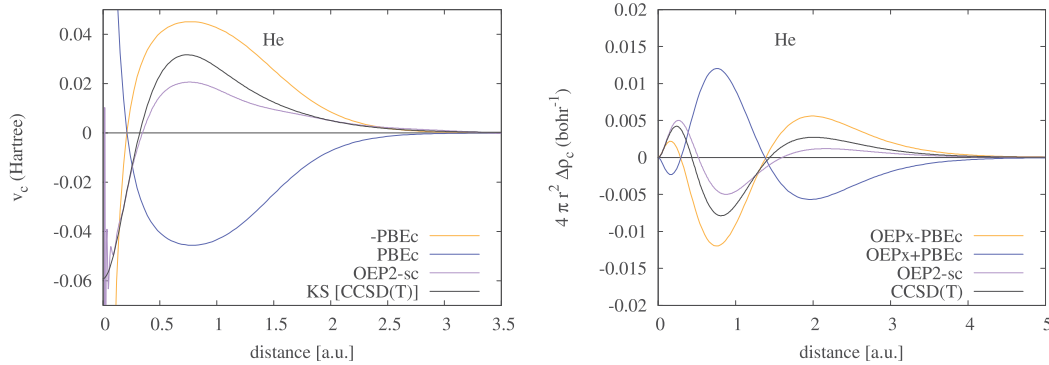 He
v_c (Hartree)
0.04
0.02
0
-0.02
-0.04
-0.06
-PBEc
PBEc
OEP2-sc
KS [CCSD(T)]
0 0.5 1 1.5 2 2.5 3 3.5
distance [a.u.]
He
4 π r² Δρ_c (bohr⁻¹)
0.02
0.015
0.01
0.005
0
-0.005
-0.01
-0.015
-0.02
OEPx-PBEc
OEPx+PBEc
OEP2-sc
CCSD(T)
0 1 2 3 4 5
distance [a.u.]